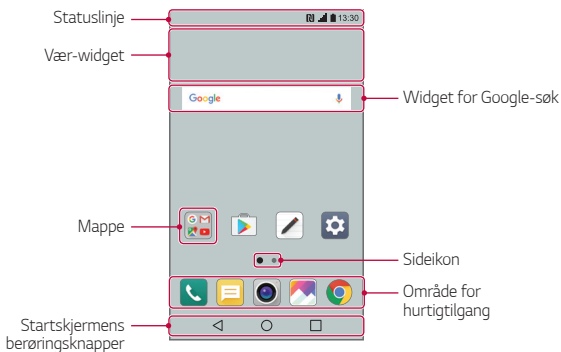 Statuslinje
13:30
Vær-widget
Google
Widget for Google-søk
Mappe
Sideikon
Område for
hurtigtilgang
Startskjermens
berøringsknapper